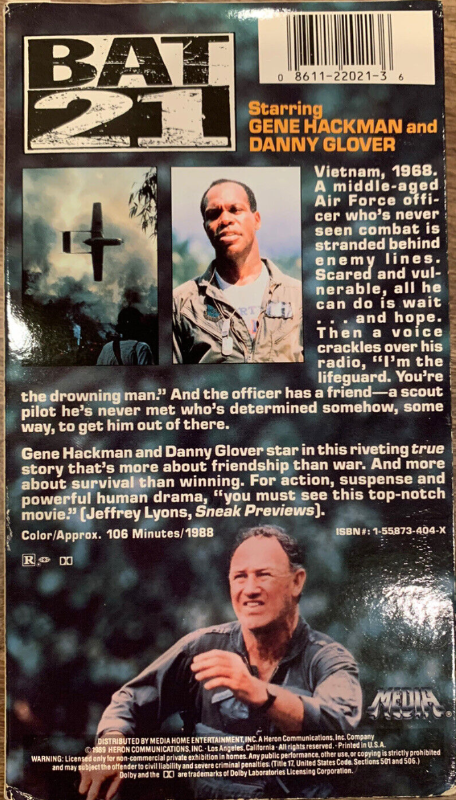 BAT
21
0 8611-22021-3 6
Starring
GENE HACKMAN and
DANNY GLOVER
Vietnam, 1968.
A middle-aged
Air Force offi-
cer who's never
seen combat is
stranded behind
enemy lines.
Scared and vul-
nerable, all he
can do is wait
. . . and hope.
Then a voice
crackles over his
radio, "I'm the
lifeguard. You're
the drowning man." And the officer has a friend—a scout
pilot he's never met who's determined somehow, some
way, to get him out of there.
Gene Hackman and Danny Glover star in this riveting true
story that's more about friendship than war. And more
about survival than winning. For action, suspense and
powerful human drama, "you must see this top-notch
movie." (Jeffrey Lyons, Sneak Previews).
Color/Approx. 106 Minutes/1988
ISBN#: 1-55873-404-X
R
MEDIA
DISTRIBUTED BY MEDIA HOME ENTERTAINMENT, INC. A Heron Communications, Inc. Company
© 1989 HERON COMMUNICATIONS, INC. · Los Angeles, California · All rights reserved. · Printed in U.S.A.
WARNING: Licensed only for non-commercial private exhibition in homes. Any public performance, other use, or copying is strictly prohibited
and may subject the offender to civil liability and severe criminal penalties. (Title 17, United States Code, Sections 501 and 506.)
Dolby and the DD are trademarks of Dolby Laboratories Licensing Corporation.